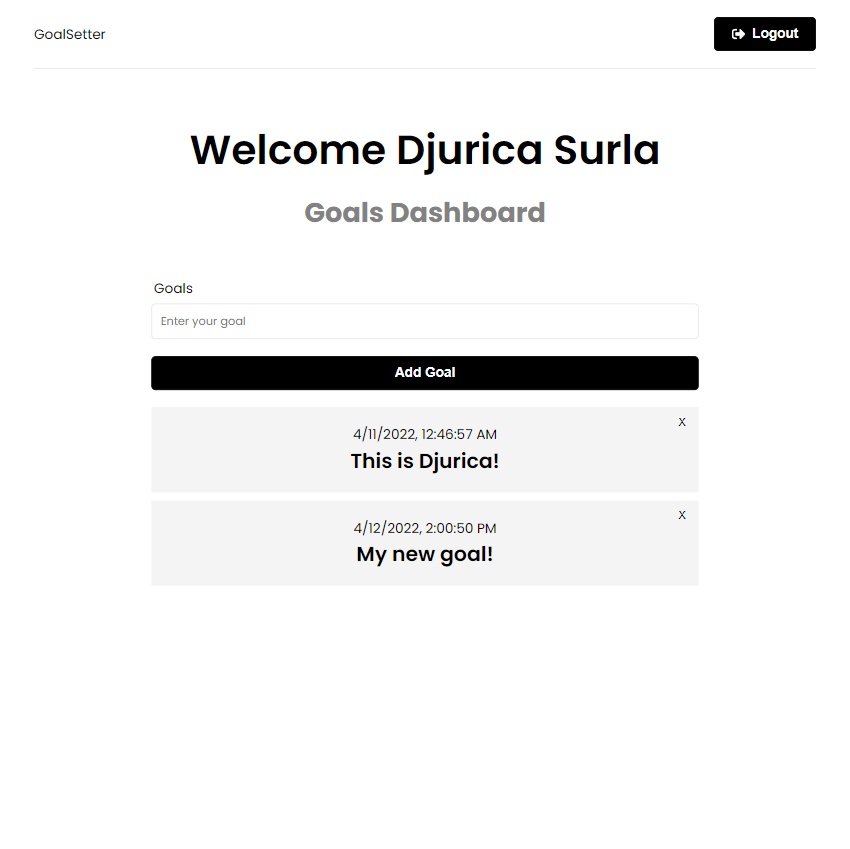 GoalSetter
Logout
Welcome Djurica Surla
Goals Dashboard
Goals
Enter your goal
Add Goal
X
4/11/2022, 12:46:57 AM
This is Djurica!
X
4/12/2022, 2:00:50 PM
My new goal!